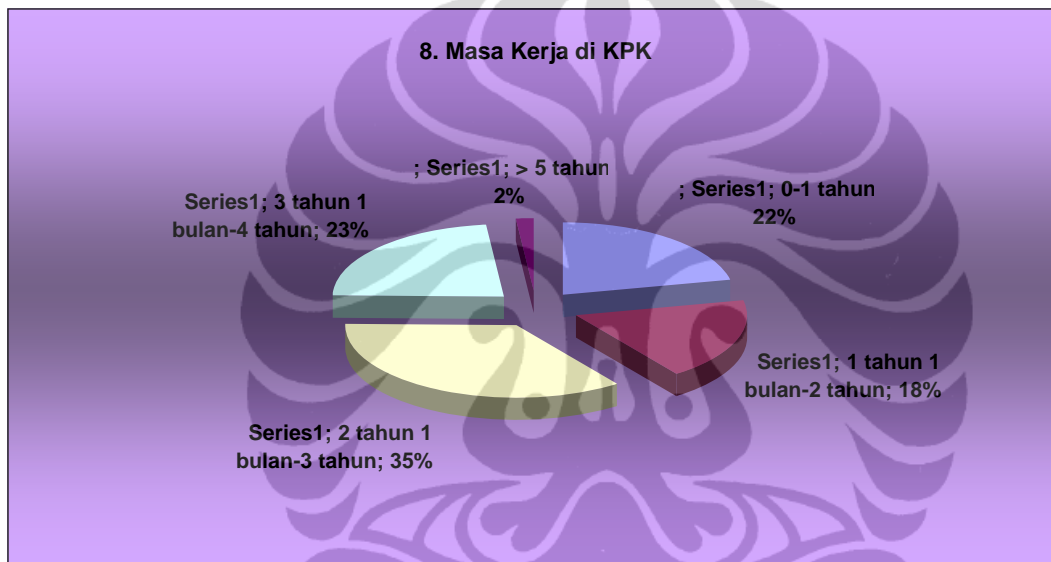 8. Masa Kerja di KPK
; Series1; > 5 tahun
2%
; Series1; 0-1 tahun
22%
Series1; 3 tahun 1
bulan-4 tahun; 23%
Series1; 1 tahun 1
bulan-2 tahun; 18%
Series1; 2 tahun 1
bulan-3 tahun; 35%